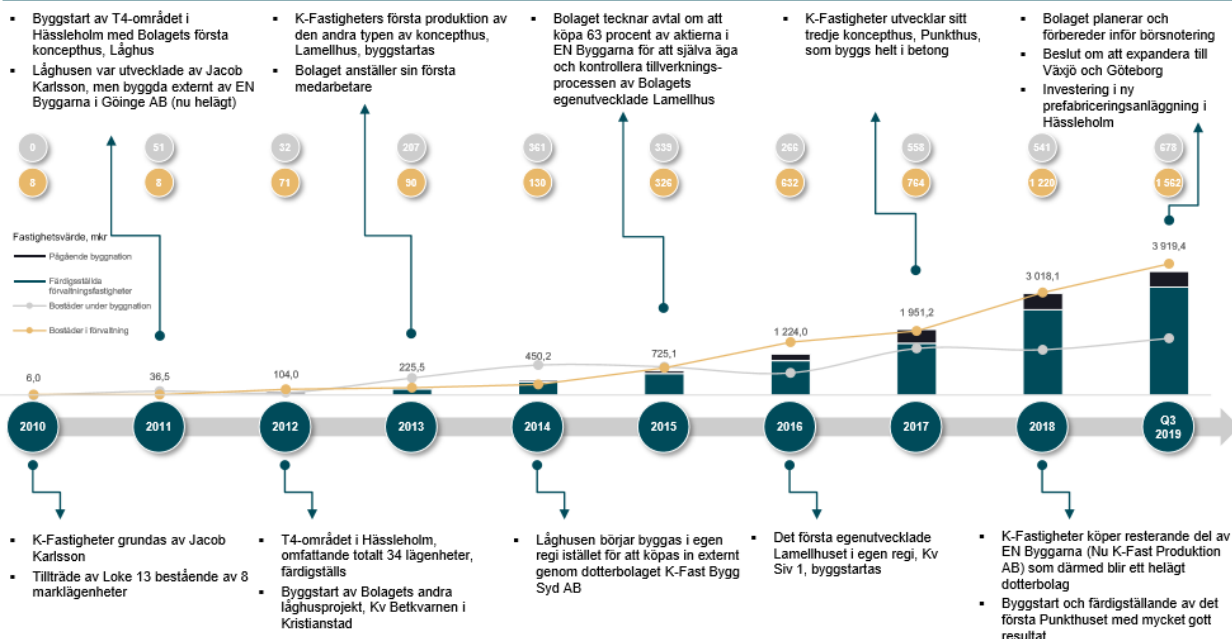 ▪ Byggstart av T4-området i
Hässleholm med Bolagets första
koncepthus, Låghus
▪ Låghusen var utvecklade av Jacob
Karlsson, men byggda externt av EN
Byggarna i Göinge AB (nu helägt)
▪ K-Fastigheters första produktion av
den andra typen av koncepthus,
Lamellhus, byggstartas
▪ Bolaget anställer sin första
medarbetare
▪ Bolaget tecknar avtal om att
köpa 63 procent av aktierna i
EN Byggarna för att själva äga
och kontrollera tillverknings-
processen av Bolagets
egenutvecklade Lamellhus
▪ K-Fastigheter utvecklar sitt
tredje koncepthus, Punkthus,
som byggs helt i betong
▪ Bolaget planerar och
förbereder inför börsnotering
▪ Beslut om att expandera till
Växjö och Göteborg
▪ Investering i ny
prefabriceringsanläggning i
Hässleholm
0 51 32 207 361 339 266 558 541 678
8 8 71 90 130 326 632 764 1 220 1 562
Fastighetsvärde, mkr
Pågående byggnation
Färdigställda
förvaltningsfastigheter
Bostäder under byggnation
Bostäder i förvaltning
6,0 36,5 104,0 225,5 450,2 725,1 1 224,0 1 951,2 3 018,1 3 919,4
2010 2011 2012 2013 2014 2015 2016 2017 2018 Q3
2019
▪ K-Fastigheter grundas av Jacob
Karlsson
▪ Tillträde av Loke 13 bestående av 8
marklägenheter
▪ T4-området i Hässleholm,
omfattande totalt 34 lägenheter,
färdigställs
▪ Byggstart av Bolagets andra
låghusprojekt, Kv Betkvarnen i
Kristianstad
▪ Låghusen börjar byggas i egen
regi istället för att köpas in externt
genom dotterbolaget K-Fast Bygg
Syd AB
▪ Det första egenutvecklade
Lamellhuset i egen regi, Kv
Siv 1, byggstartas
▪ K-Fastigheter köper resterande del av
EN Byggarna (Nu K-Fast Produktion
AB) som därmed blir ett helägt
dotterbolag
▪ Byggstart och färdigställande av det
första Punkthuset med mycket gott
resultat